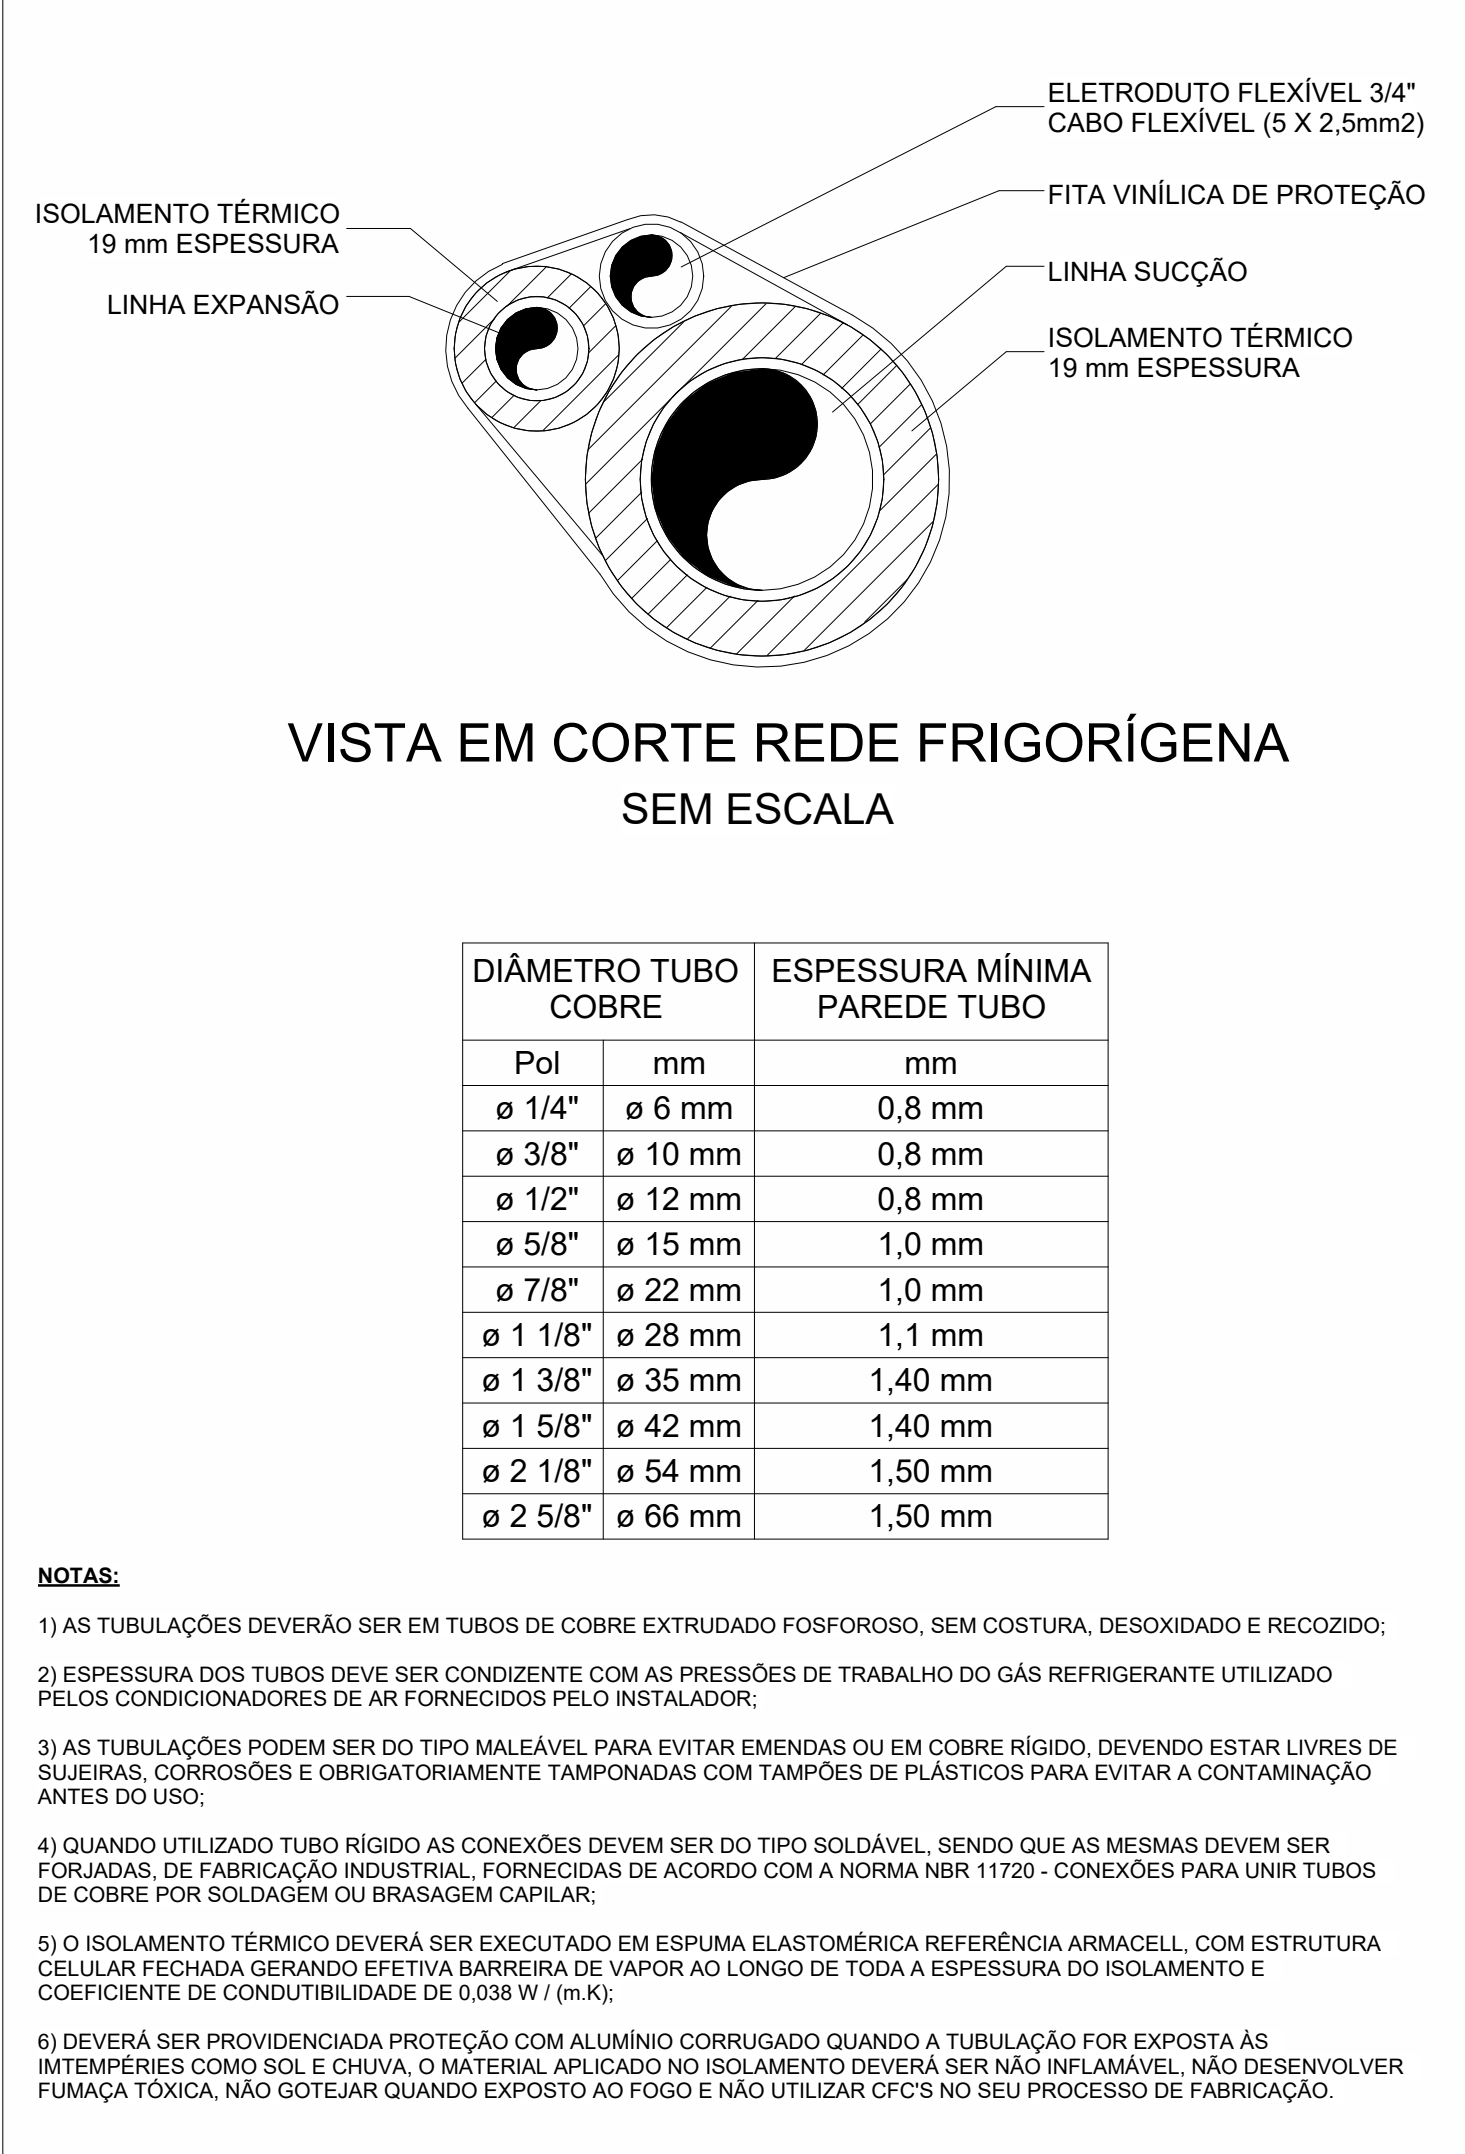 ELETRODUTO FLEXÍVEL 3/4"
CABO FLEXÍVEL (5 X 2,5mm2)
FITA VINÍLICA DE PROTEÇÃO
ISOLAMENTO TÉRMICO
19 mm ESPESSURA
LINHA EXPANSÃO
LINHA SUCÇÃO
ISOLAMENTO TÉRMICO
19 mm ESPESSURA
VISTA EM CORTE REDE FRIGORÍGENA
SEM ESCALA
DIÂMETRO TUBO COBRE ESPESSURA MÍNIMA PAREDE TUBO
Pol mm mm
ø 1/4" ø 6 mm 0,8 mm
ø 3/8" ø 10 mm 0,8 mm
ø 1/2" ø 12 mm 0,8 mm
ø 5/8" ø 15 mm 1,0 mm
ø 7/8" ø 22 mm 1,0 mm
ø 1 1/8" ø 28 mm 1,1 mm
ø 1 3/8" ø 35 mm 1,40 mm
ø 1 5/8" ø 42 mm 1,40 mm
ø 2 1/8" ø 54 mm 1,50 mm
ø 2 5/8" ø 66 mm 1,50 mm
NOTAS:
1) AS TUBULAÇÕES DEVERÃO SER EM TUBOS DE COBRE EXTRUDADO FOSFOROSO, SEM COSTURA, DESOXIDADO E RECOZIDO;
2) ESPESSURA DOS TUBOS DEVE SER CONDIZENTE COM AS PRESSÕES DE TRABALHO DO GÁS REFRIGERANTE UTILIZADO
PELOS CONDICIONADORES DE AR FORNECIDOS PELO INSTALADOR;
3) AS TUBULAÇÕES PODEM SER DO TIPO MALEÁVEL PARA EVITAR EMENDAS OU EM COBRE RÍGIDO, DEVENDO ESTAR LIVRES DE
SUJEIRAS, CORROSÕES E OBRIGATORIAMENTE TAMPONADAS COM TAMPÕES DE PLÁSTICOS PARA EVITAR A CONTAMINAÇÃO
ANTES DO USO;
4) QUANDO UTILIZADO TUBO RÍGIDO AS CONEXÕES DEVEM SER DO TIPO SOLDÁVEL, SENDO QUE AS MESMAS DEVEM SER
FORJADAS, DE FABRICAÇÃO INDUSTRIAL, FORNECIDAS DE ACORDO COM A NORMA NBR 11720 - CONEXÕES PARA UNIR TUBOS
DE COBRE POR SOLDAGEM OU BRASAGEM CAPILAR;
5) O ISOLAMENTO TÉRMICO DEVERÁ SER EXECUTADO EM ESPUMA ELASTOMÉRICA REFERÊNCIA ARMACELL, COM ESTRUTURA
CELULAR FECHADA GERANDO EFETIVA BARREIRA DE VAPOR AO LONGO DE TODA A ESPESSURA DO ISOLAMENTO E
COEFICIENTE DE CONDUTIBILIDADE DE 0,038 W / (m.K);
6) DEVERÁ SER PROVIDENCIADA PROTEÇÃO COM ALUMÍNIO CORRUGADO QUANDO A TUBULAÇÃO FOR EXPOSTA ÀS
IMTEMPÉRIES COMO SOL E CHUVA, O MATERIAL APLICADO NO ISOLAMENTO DEVERÁ SER NÃO INFLAMÁVEL, NÃO DESENVOLVER
FUMAÇA TÓXICA, NÃO GOTEJAR QUANDO EXPOSTO AO FOGO E NÃO UTILIZAR CFC'S NO SEU PROCESSO DE FABRICAÇÃO.